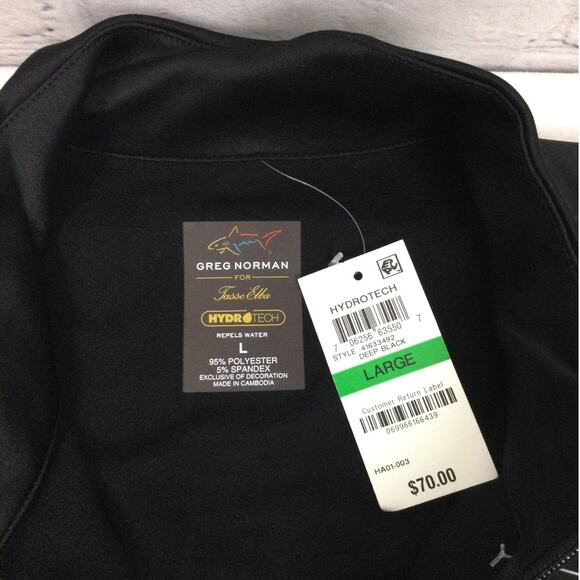 GREG NORMAN
FOR
Tasso Elba
HYDROTECH
REPELS WATER
L
95% POLYESTER
5% SPANDEX
EXCLUSIVE OF DECORATION
MADE IN CAMBODIA
HYDROTECH
7 06256 63550 7
STYLE 41633492
DEEP BLACK
LARGE
Customer Return Label
069966166439
HA01-003
$70.00